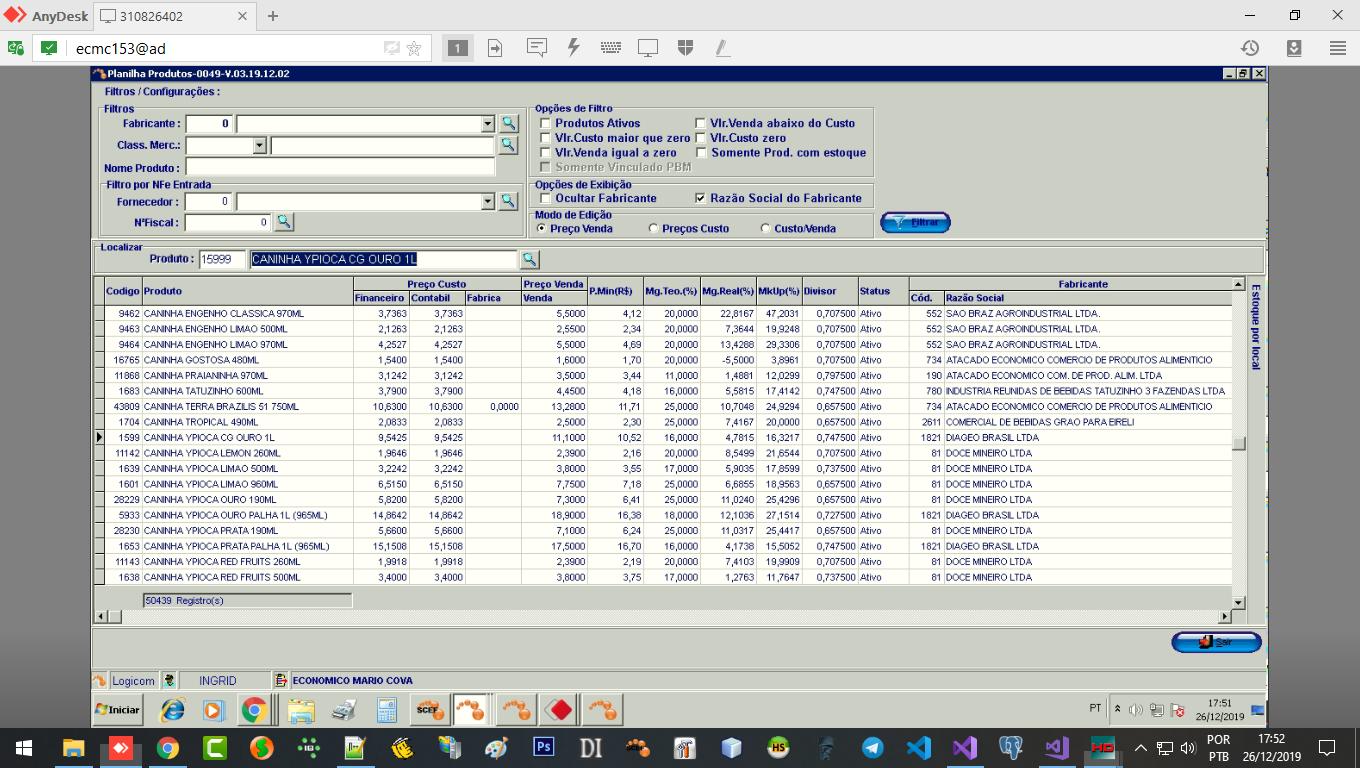 AnyDesk 310826402
ecmc153@ad 1
Planilha Produtos-0049-V.03.19.12.02
Filtros / Configurações :
Filtros
Fabricante : 0
Class. Merc.:
Nome Produto :
Filtro por NFe Entrada
Fornecedor : 0
NºFiscal : 0
Opções de Filtro
Produtos Ativos Vlr.Venda abaixo do Custo
Vlr.Custo maior que zero Vlr.Custo zero
Vlr.Venda igual a zero Somente Prod. com estoque
Somente Vinculado PBM
Opções de Exibição
Ocultar Fabricante Razão Social do Fabricante
Modo de Edição
Preço Venda Preços Custo Custo/Venda
Filtrar
Localizar
Produto : 15999 CANINHA YPIOCA CG OURO 1L
Codigo Produto Preço Custo Preço Venda P.Min(R$) Mg.Teo.(%) Mg.Real(%) MkUp(%) Divisor Status Fabricante
Financeiro Contabil Fabrica Venda Cód. Razão Social
9462 CANINHA ENGENHO CLASSICA 970ML 3,7363 3,7363 5,5000 4,12 20,0000 22,8167 47,2031 0,707500 Ativo 552 SAO BRAZ AGROINDUSTRIAL LTDA.
9463 CANINHA ENGENHO LIMAO 500ML 2,1263 2,1263 2,5500 2,34 20,0000 7,3644 19,9248 0,707500 Ativo 552 SAO BRAZ AGROINDUSTRIAL LTDA.
9464 CANINHA ENGENHO LIMAO 970ML 4,2527 4,2527 5,5000 4,69 20,0000 13,4288 29,3306 0,707500 Ativo 552 SAO BRAZ AGROINDUSTRIAL LTDA.
16765 CANINHA GOSTOSA 480ML 1,5400 1,5400 1,6000 1,70 20,0000 -5,5000 3,8961 0,707500 Ativo 734 ATACADO ECONOMICO COMERCIO DE PRODUTOS ALIMENTICIO
11868 CANINHA PRAIANINHA 970ML 3,1242 3,1242 3,5000 3,44 11,0000 1,4881 12,0299 0,797500 Ativo 190 ATACADO ECONOMICO COM. DE PROD. ALIM. LTDA
1683 CANINHA TATUZINHO 600ML 3,7900 3,7900 4,4500 4,18 16,0000 5,5815 17,4142 0,747500 Ativo 780 INDUSTRIA REUNIDAS DE BEBIDAS TATUZINHO 3 FAZENDAS LTDA
43809 CANINHA TERRA BRAZILIS 51 750ML 10,6300 10,6300 0,0000 13,2800 11,71 25,0000 10,7048 24,9294 0,657500 Ativo 734 ATACADO ECONOMICO COMERCIO DE PRODUTOS ALIMENTICIO
1704 CANINHA TROPICAL 490ML 2,0833 2,0833 2,5000 2,30 25,0000 7,4167 20,0000 0,657500 Ativo 2611 COMERCIAL DE BEBIDAS GRAO PARA EIRELI
1599 CANINHA YPIOCA CG OURO 1L 9,5425 9,5425 11,1000 10,52 16,0000 4,7815 16,3217 0,747500 Ativo 1821 DIAGEO BRASIL LTDA
11142 CANINHA YPIOCA LEMON 260ML 1,9646 1,9646 2,3900 2,16 20,0000 8,5499 21,6544 0,707500 Ativo 81 DOCE MINEIRO LTDA
1639 CANINHA YPIOCA LIMAO 500ML 3,2242 3,2242 3,8000 3,55 17,0000 5,9035 17,8599 0,737500 Ativo 81 DOCE MINEIRO LTDA
1601 CANINHA YPIOCA LIMAO 960ML 6,5150 6,5150 7,7500 7,18 25,0000 6,6855 18,9563 0,657500 Ativo 81 DOCE MINEIRO LTDA
28229 CANINHA YPIOCA OURO 190ML 5,8200 5,8200 7,3000 6,41 25,0000 11,0240 25,4296 0,657500 Ativo 81 DOCE MINEIRO LTDA
5933 CANINHA YPIOCA OURO PALHA 1L (965ML) 14,8642 14,8642 18,9000 16,38 18,0000 12,1036 27,1514 0,727500 Ativo 1821 DIAGEO BRASIL LTDA
28230 CANINHA YPIOCA PRATA 190ML 5,6600 5,6600 7,1000 6,24 25,0000 11,0317 25,4417 0,657500 Ativo 81 DOCE MINEIRO LTDA
1653 CANINHA YPIOCA PRATA PALHA 1L (965ML) 15,1508 15,1508 17,5000 16,70 16,0000 4,1738 15,5052 0,747500 Ativo 1821 DIAGEO BRASIL LTDA
11143 CANINHA YPIOCA RED FRUITS 260ML 1,9918 1,9918 2,3900 2,19 20,0000 7,4103 19,9909 0,707500 Ativo 81 DOCE MINEIRO LTDA
1638 CANINHA YPIOCA RED FRUITS 500ML 3,4000 3,4000 3,8000 3,75 17,0000 1,2763 11,7647 0,737500 Ativo 81 DOCE MINEIRO LTDA
Estoque por local
50439 Registro(s)
Sair
Logicom INGRID ECONOMICO MARIO COVA
Iniciar SCEF PT 17:51
26/12/2019
Ps DI HS HD POR 17:52
PTB 26/12/2019